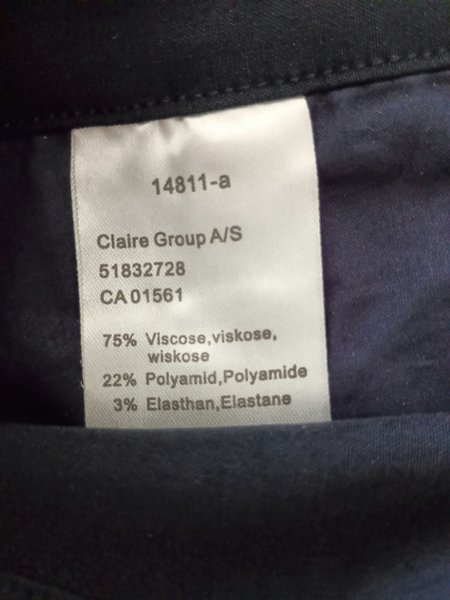 14811-a
Claire Group A/S
51832728
CA 01561
75% Viscose,viskose,
wiskose
22% Polyamid,Polyamide
3% Elasthan,Elastane